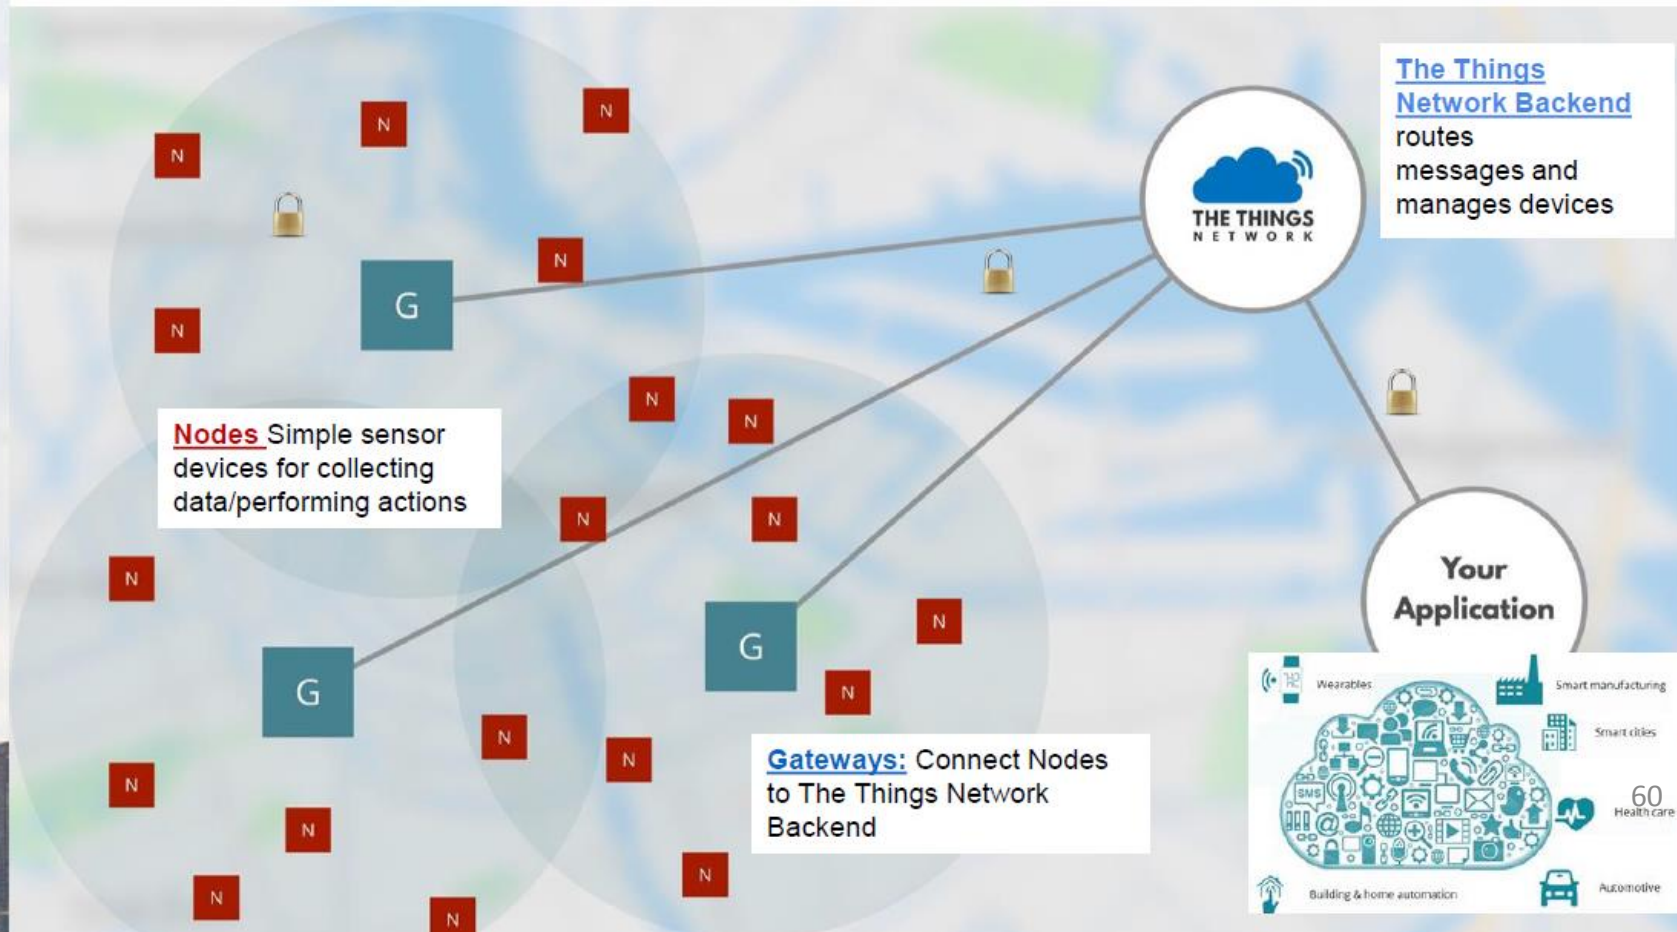 N
N
N
N
N
G
The Things
Network Backend
routes
messages and
manages devices
THE THINGS
NETWORK
N
N
Nodes Simple sensor
devices for collecting
data/performing actions
N
N
N
G
G
N
N
Your
Application
N
N
N
N
N
N
N
Gateways: Connect Nodes
to The Things Network
Backend
Wearables
Smart manufacturing
Smart cities
SMS
60
Health care
Building & home automation
Automotive